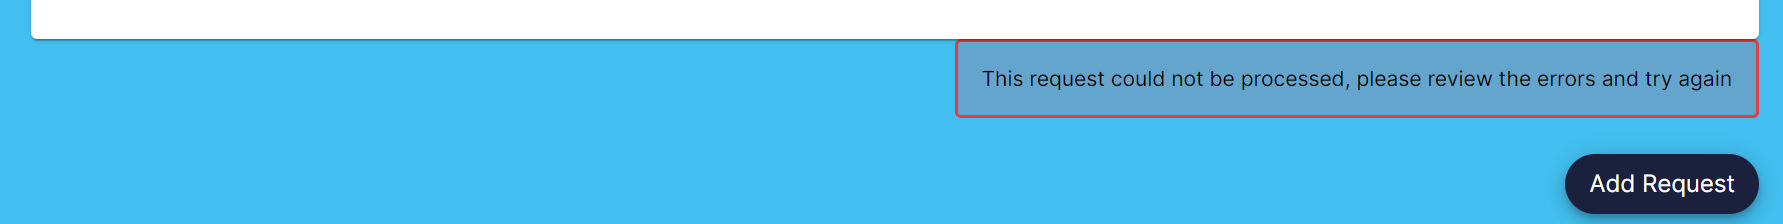 This request could not be processed, please review the errors and try again
Add Request